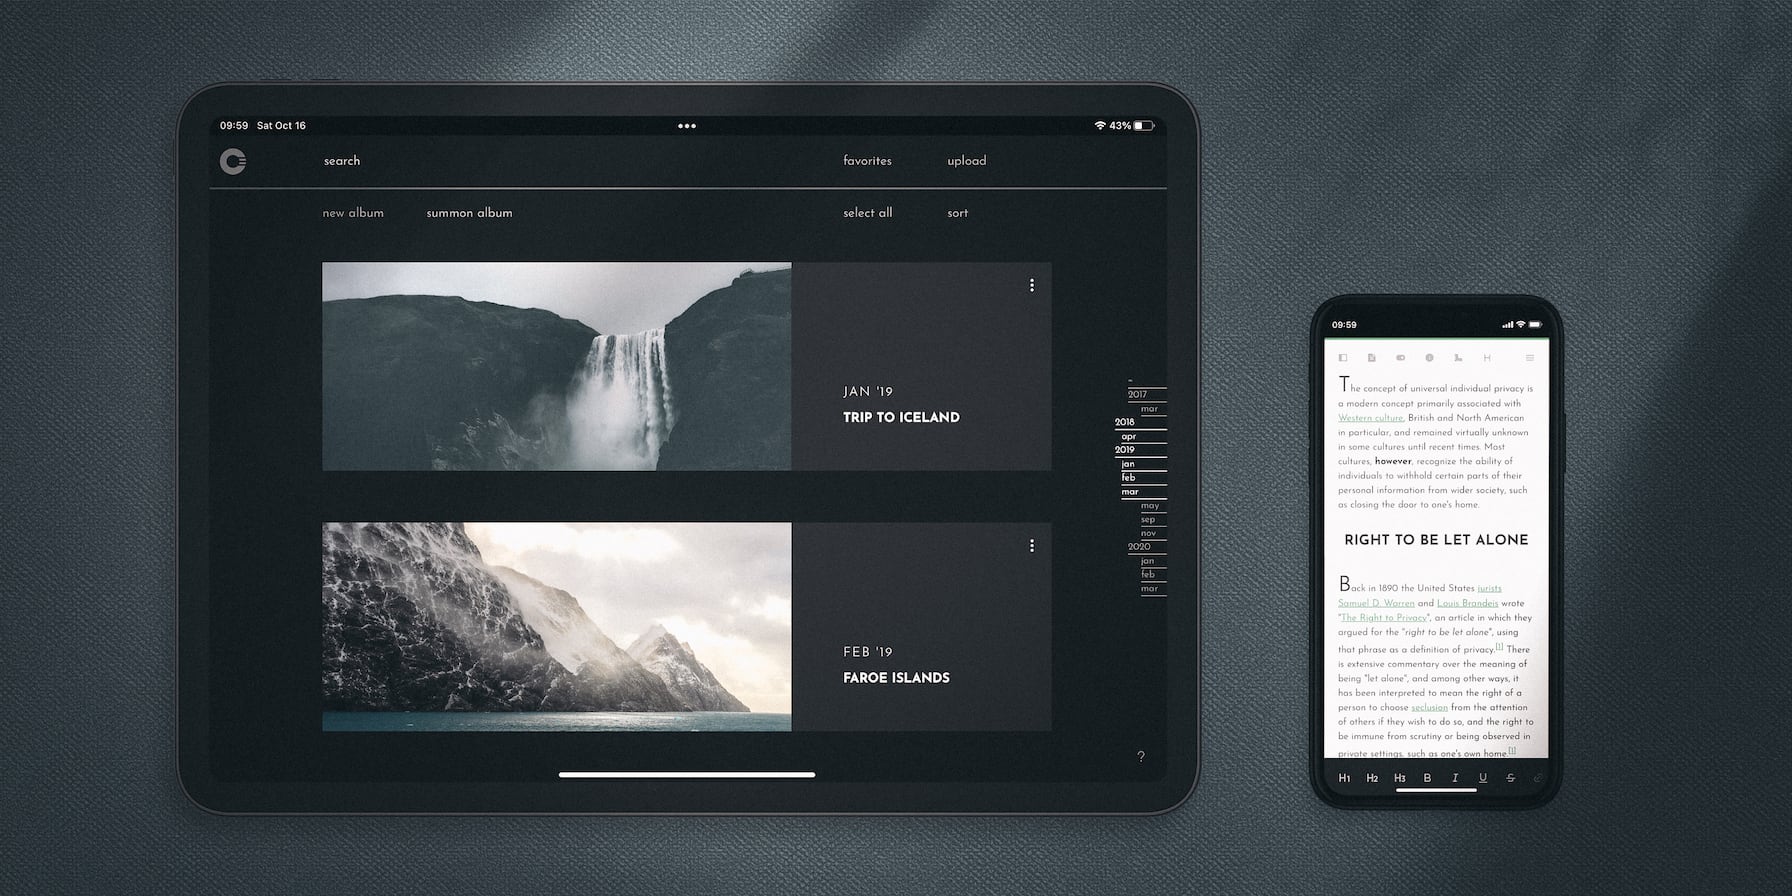 09:59 Sat Oct 16
43%
search
favorites
upload
new album
summon album
select all
sort
JAN '19
TRIP TO ICELAND
FEB '19
FAROE ISLANDS
2017
mar
2018
apr
2019
jan
feb
mar
may
sep
nov
2020
jan
feb
mar
?
09:59
H
The concept of universal individual privacy is
a modern concept primarily associated with
Western culture, British and North American
in particular, and remained virtually unknown
in some cultures until recent times. Most
cultures, however, recognize the ability of
individuals to withhold certain parts of their
personal information from wider society, such
as closing the door to one's home.
RIGHT TO BE LET ALONE
Back in 1890 the United States jurists
Samuel D. Warren and Louis Brandeis wrote
"The Right to Privacy", an article in which they
argued for the "right to be let alone", using
that phrase as a definition of privacy.[1] There
is extensive commentary over the meaning of
being "let alone", and among other ways, it
has been interpreted to mean the right of a
person to choose seclusion from the attention
of others if they wish to do so, and the right to
be immune from scrutiny or being observed in
private settings, such as one's own home.[1]
H1 H2 H3 B I U S